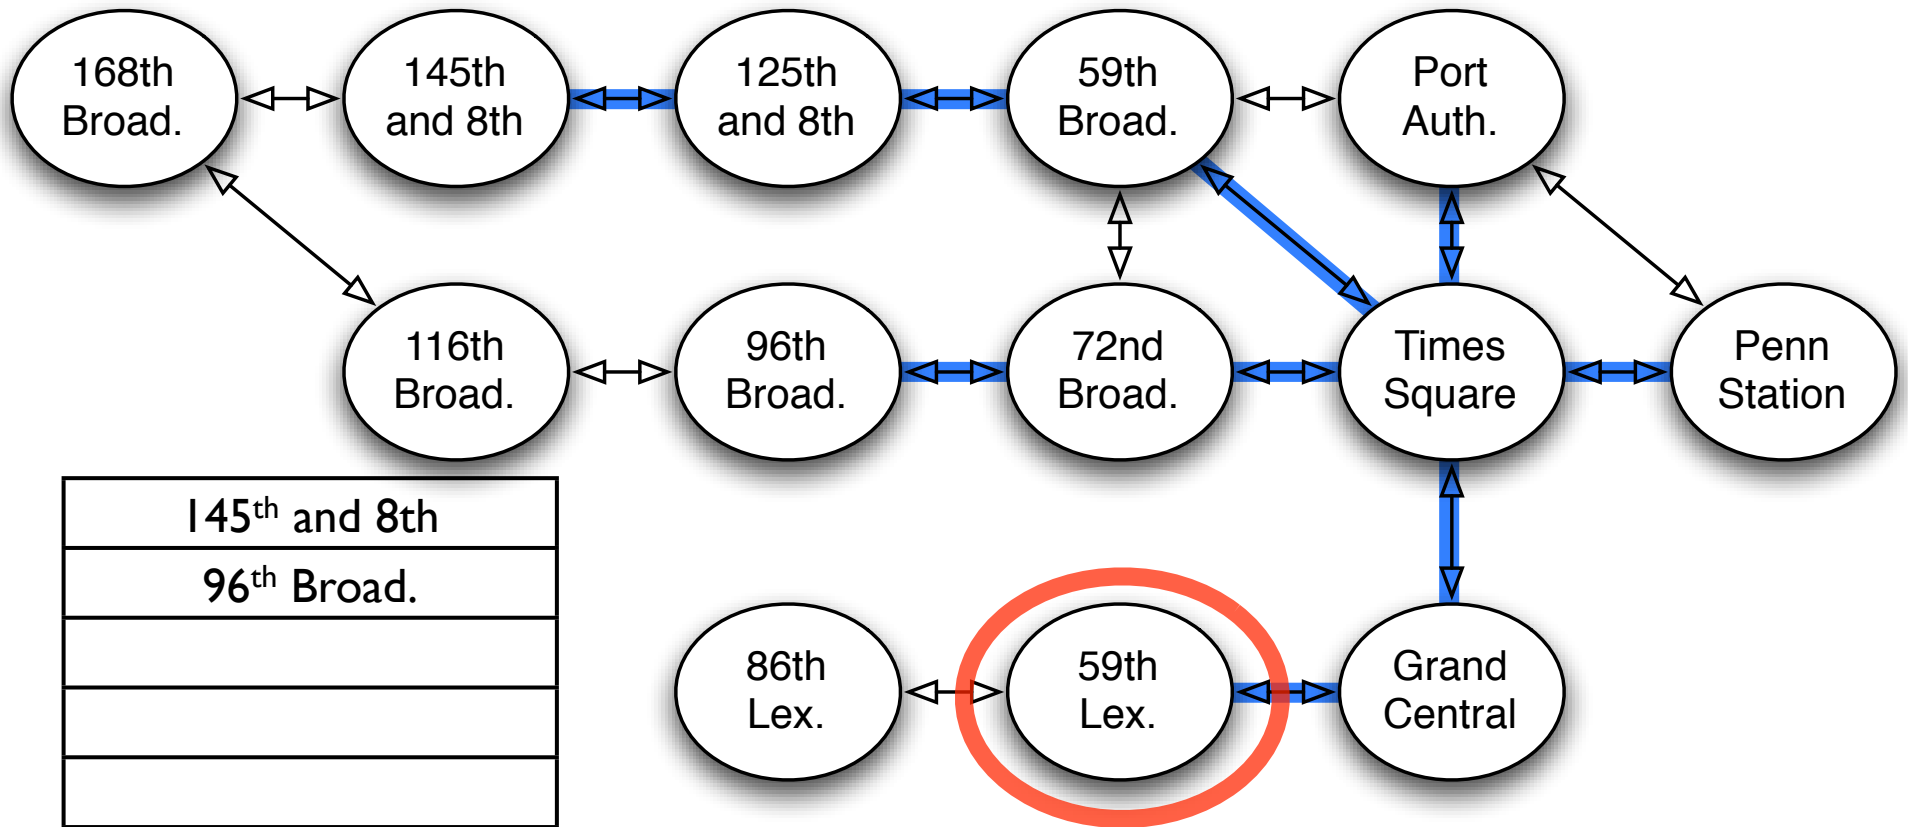 168th
Broad.
145th
and 8th
125th
and 8th
59th
Broad.
Port
Auth.
116th
Broad.
96th
Broad.
72nd
Broad.
Times
Square
Penn
Station
145th and 8th
96th Broad.
86th
Lex.
59th
Lex.
Grand
Central